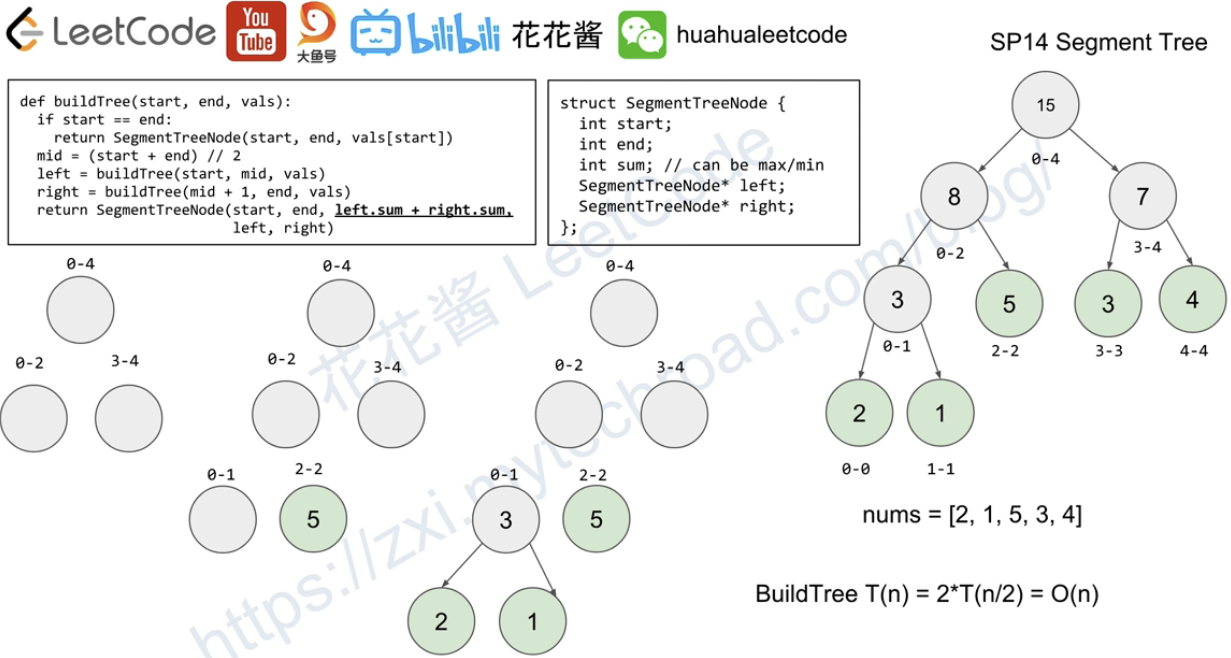 LeetCode
You
Tube
大鱼号
bilibili
花花酱
huahualeetcode
SP14 Segment Tree
def buildTree(start, end, vals):
  if start == end:
    return SegmentTreeNode(start, end, vals[start])
  mid = (start + end) // 2
  left = buildTree(start, mid, vals)
  right = buildTree(mid + 1, end, vals)
  return SegmentTreeNode(start, end, left.sum + right.sum,
                         left, right)
struct SegmentTreeNode {
  int start;
  int end;
  int sum; // can be max/min
  SegmentTreeNode* left;
  SegmentTreeNode* right;
};
0-4
0-2
3-4
0-4
0-2
3-4
0-1
2-2
5
0-4
0-2
3-4
0-1
2-2
3
5
2
1
15
0-4
8
7
0-2
3-4
3
5
3
4
0-1
2-2
3-3
4-4
2
1
0-0
1-1
nums = [2, 1, 5, 3, 4]
BuildTree T(n) = 2*T(n/2) = O(n)
花花酱 LeetCode
https://zxi.mytechroad.com/blog/